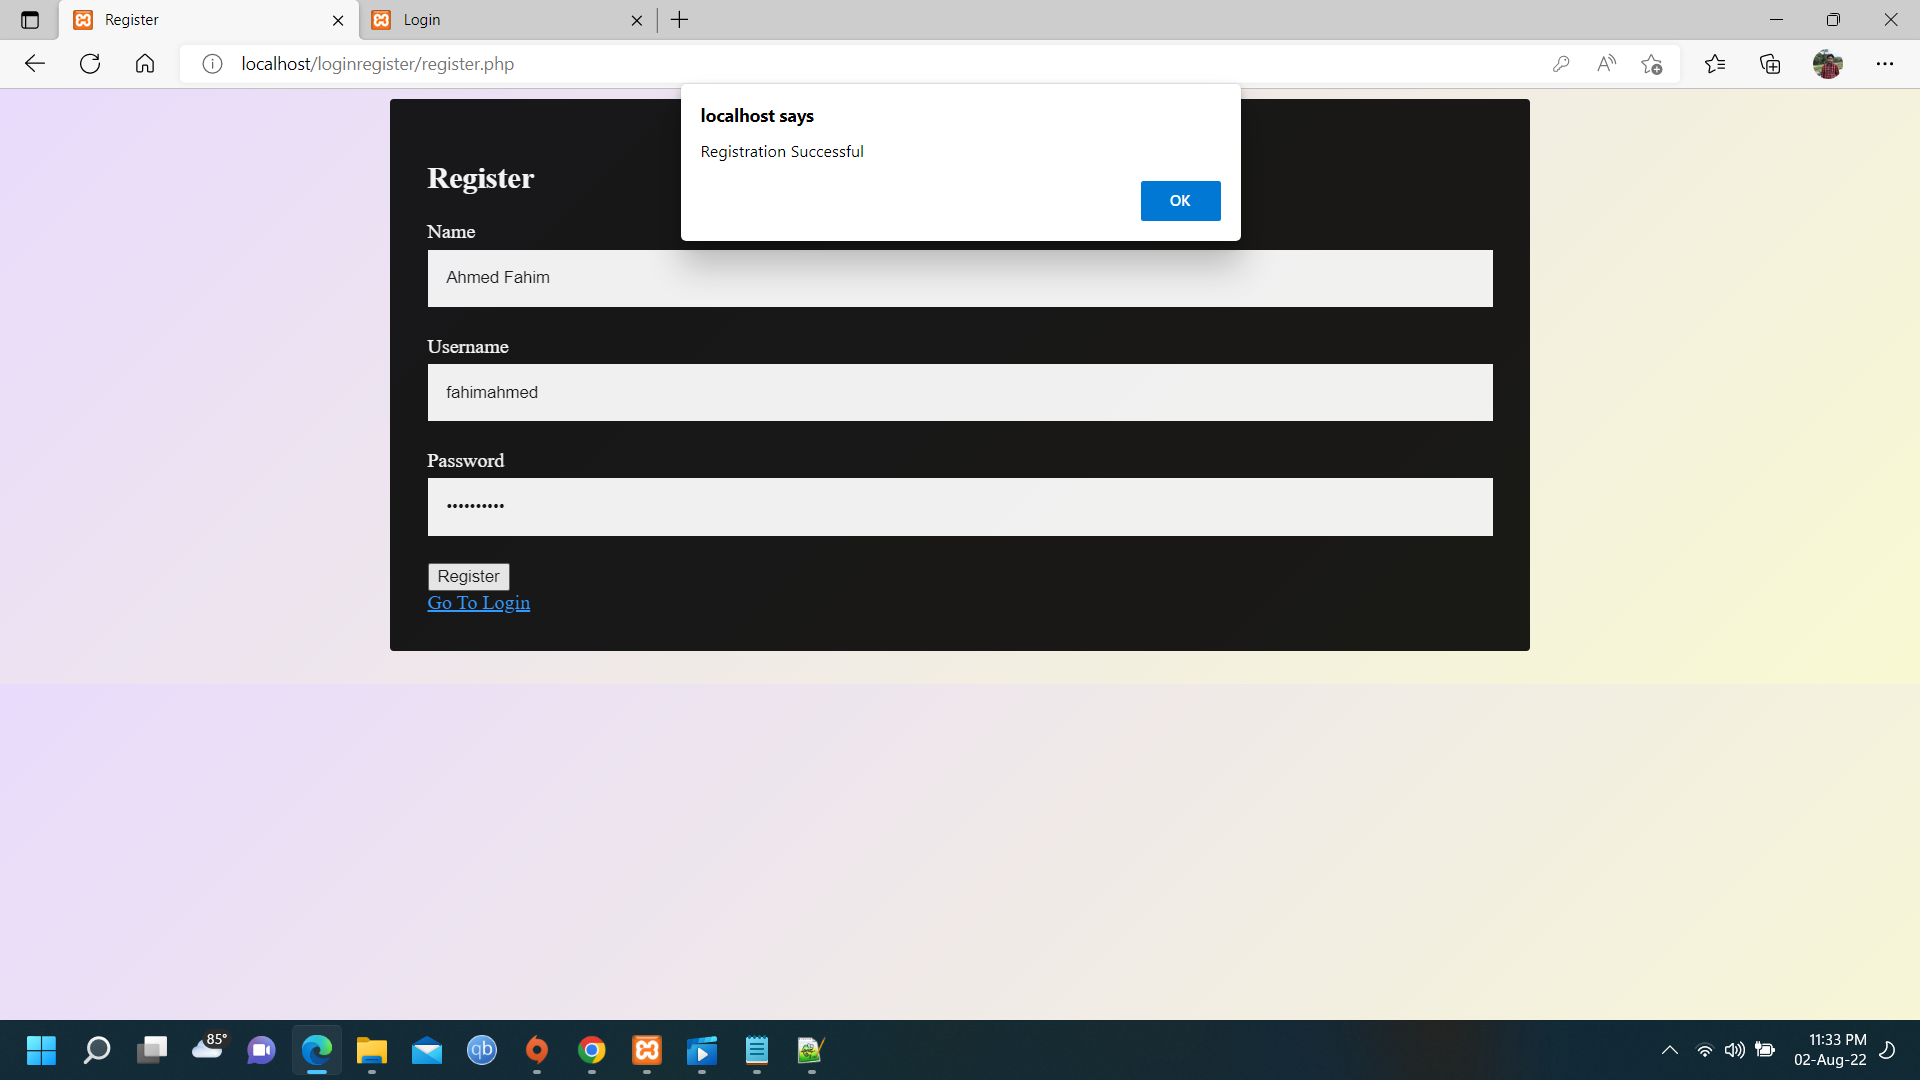 Register
Login
localhost/loginregister/register.php
localhost says
Registration Successful
OK
Register
Name
Ahmed Fahim
Username
fahimahmed
Password
••••••••••
Register
Go To Login
85°
qb
11:33 PM
02-Aug-22